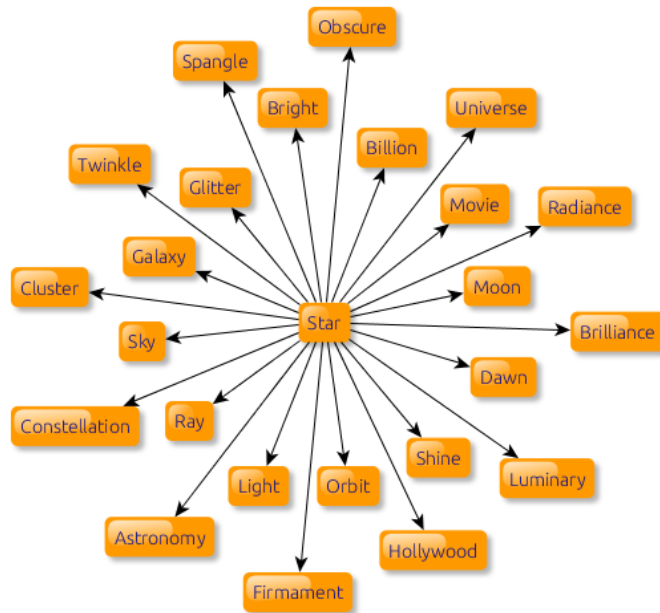 Obscure
Spangle
Bright
Universe
Billion
Twinkle
Glitter
Movie
Radiance
Galaxy
Cluster
Moon
Star
Sky
Brilliance
Dawn
Constellation
Ray
Shine
Luminary
Light
Orbit
Astronomy
Hollywood
Firmament